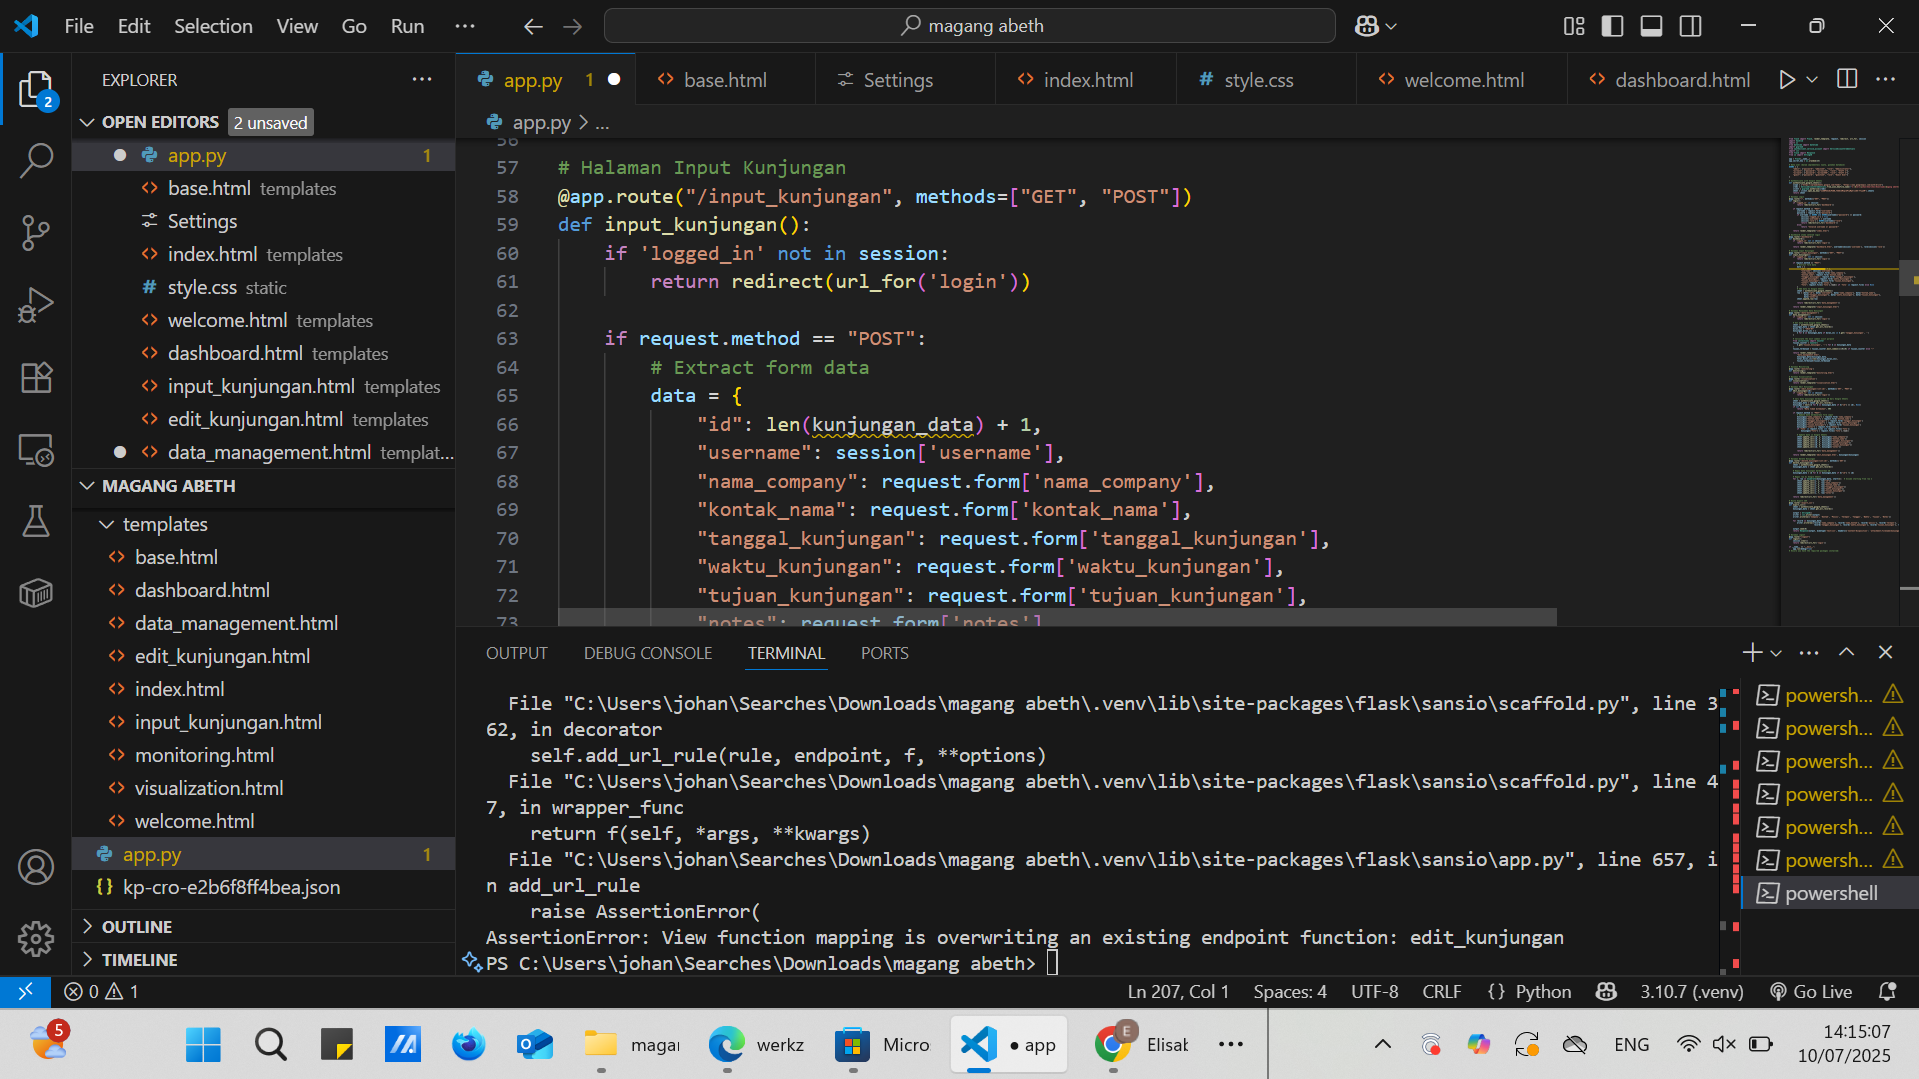 File Edit Selection View Go Run ... magang abeth
EXPLORER ...
OPEN EDITORS 2 unsaved
app.py 1
base.html templates
Settings
index.html templates
style.css static
welcome.html templates
dashboard.html templates
input_kunjungan.html templates
edit_kunjungan.html templates
data_management.html templat...
MAGANG ABETH
templates
base.html
dashboard.html
data_management.html
edit_kunjungan.html
index.html
input_kunjungan.html
monitoring.html
visualization.html
welcome.html
app.py 1
{} kp-cro-e2b6f8ff4bea.json
OUTLINE
TIMELINE
2
app.py 1 base.html Settings index.html # style.css welcome.html dashboard.html
app.py > ...
56
57 # Halaman Input Kunjungan
58 @app.route("/input_kunjungan", methods=["GET", "POST"])
59 def input_kunjungan():
60 if 'logged_in' not in session:
61 return redirect(url_for('login'))
62
63 if request.method == "POST":
64 # Extract form data
65 data = {
66 "id": len(kunjungan_data) + 1,
67 "username": session['username'],
68 "nama_company": request.form['nama_company'],
69 "kontak_nama": request.form['kontak_nama'],
70 "tanggal_kunjungan": request.form['tanggal_kunjungan'],
71 "waktu_kunjungan": request.form['waktu_kunjungan'],
72 "tujuan_kunjungan": request.form['tujuan_kunjungan'],
73 "notes": request.form['notes']
OUTPUT DEBUG CONSOLE TERMINAL PORTS
File "C:\Users\johan\Searches\Downloads\magang abeth\.venv\lib\site-packages\flask\sansio\scaffold.py", line 3
62, in decorator
self.add_url_rule(rule, endpoint, f, **options)
File "C:\Users\johan\Searches\Downloads\magang abeth\.venv\lib\site-packages\flask\sansio\scaffold.py", line 4
7, in wrapper_func
return f(self, *args, **kwargs)
File "C:\Users\johan\Searches\Downloads\magang abeth\.venv\lib\site-packages\flask\sansio\app.py", line 657, i
n add_url_rule
raise AssertionError(
AssertionError: View function mapping is overwriting an existing endpoint function: edit_kunjungan
PS C:\Users\johan\Searches\Downloads\magang abeth>
powersh...
powersh...
powersh...
powersh...
powersh...
powersh...
powershell
0 1 Ln 207, Col 1 Spaces: 4 UTF-8 CRLF {} Python 3.10.7 (.venv) Go Live
5 magar werkz Micro app E Elisab ... ENG
14:15:07
10/07/2025